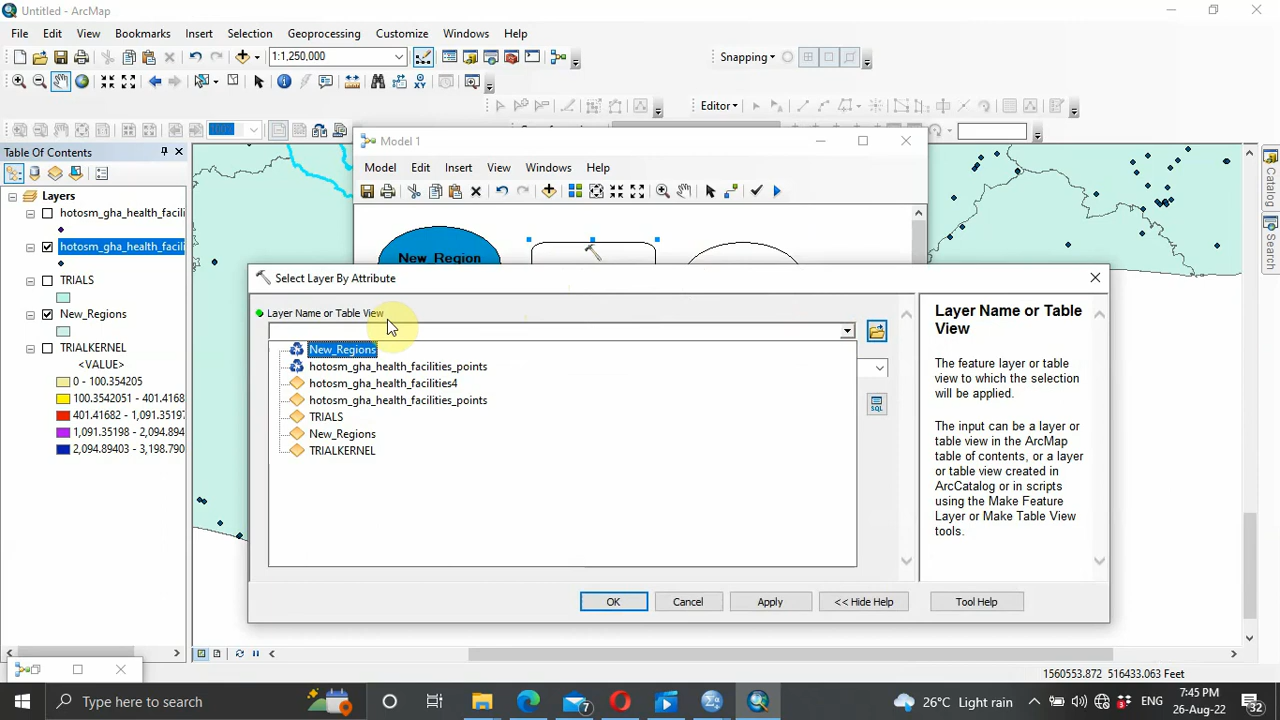 Untitled - ArcMap
File Edit View Bookmarks Insert Selection Geoprocessing Customize Windows Help
1:1,250,000
Snapping
Editor
Table Of Contents
Layers
hotosm_gha_health_facili
hotosm_gha_health_facili
TRIALS
New_Regions
TRIALKERNEL
<VALUE>
0 - 100.354205
100.3542051 - 401.4168
401.41682 - 1,091.35197
1,091.35198 - 2,094.894
2,094.89403 - 3,198.790
Model 1
Model Edit Insert View Windows Help
New_Region
Select Layer By Attribute
Layer Name or Table View
New_Regions
hotosm_gha_health_facilities_points
hotosm_gha_health_facilities4
hotosm_gha_health_facilities_points
TRIALS
New_Regions
TRIALKERNEL
SQL
OK Cancel Apply << Hide Help Tool Help
Layer Name or Table
View
The feature layer or table
view to which the selection
will be applied.
The input can be a layer or
table view in the ArcMap
table of contents, or a layer
or table view created in
ArcCatalog or in scripts
using the Make Feature
Layer or Make Table View
tools.
Catalog
Search
1560553.872 516433.063 Feet
Type here to search
7
26°C Light rain
ENG
7:45 PM
26-Aug-22
32